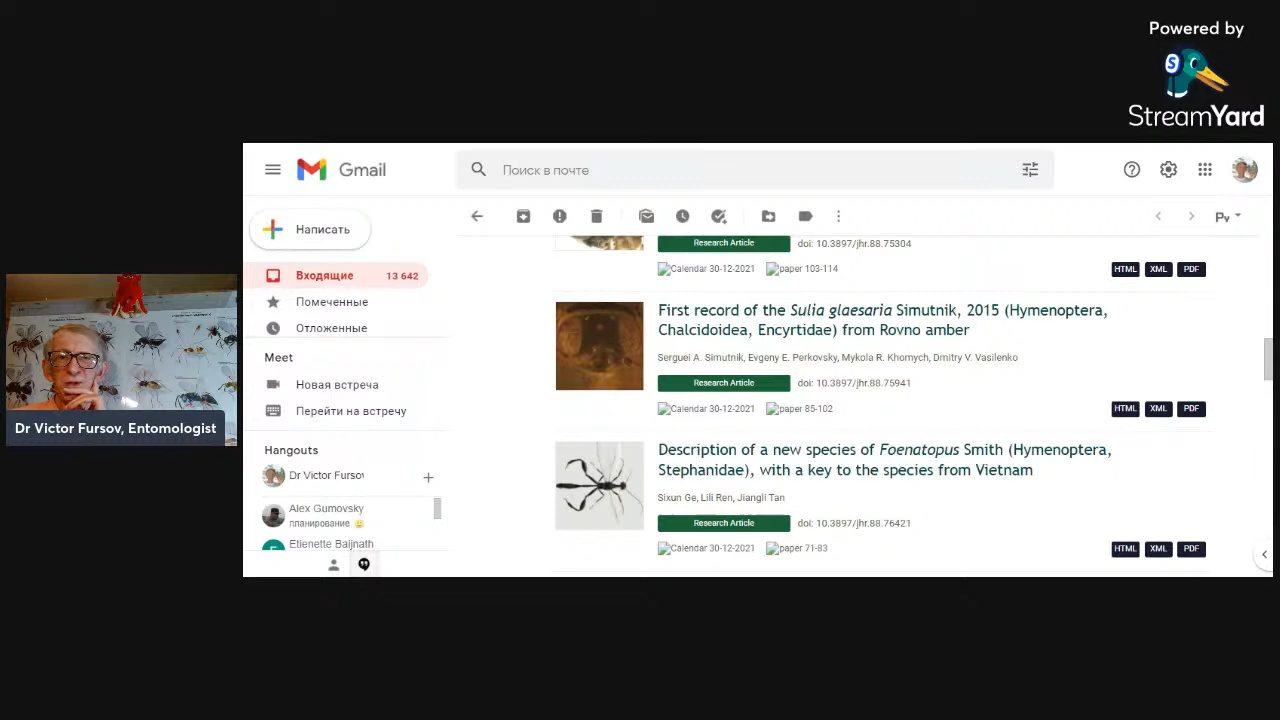 Powered by
StreamYard
Gmail
Поиск в почте
Написать
Входящие 13 642
Помеченные
Отложенные
Meet
Новая встреча
Перейти на встречу
Hangouts
Dr Victor Fursov
Alex Gumovsky
планирование
Etienette Baijnath
Dr Victor Fursov, Entomologist
Ру
Research Article doi: 10.3897/jhr.88.75304
Calendar 30-12-2021 paper 103-114 HTML XML PDF
First record of the Sulia glaesaria Simutnik, 2015 (Hymenoptera,
Chalcidoidea, Encyrtidae) from Rovno amber
Serguei A. Simutnik, Evgeny E. Perkovsky, Mykola R. Khomych, Dmitry V. Vasilenko
Research Article doi: 10.3897/jhr.88.75941
Calendar 30-12-2021 paper 85-102 HTML XML PDF
Description of a new species of Foenatopus Smith (Hymenoptera,
Stephanidae), with a key to the species from Vietnam
Sixun Ge, Lili Ren, Jiangli Tan
Research Article doi: 10.3897/jhr.88.76421
Calendar 30-12-2021 paper 71-83 HTML XML PDF